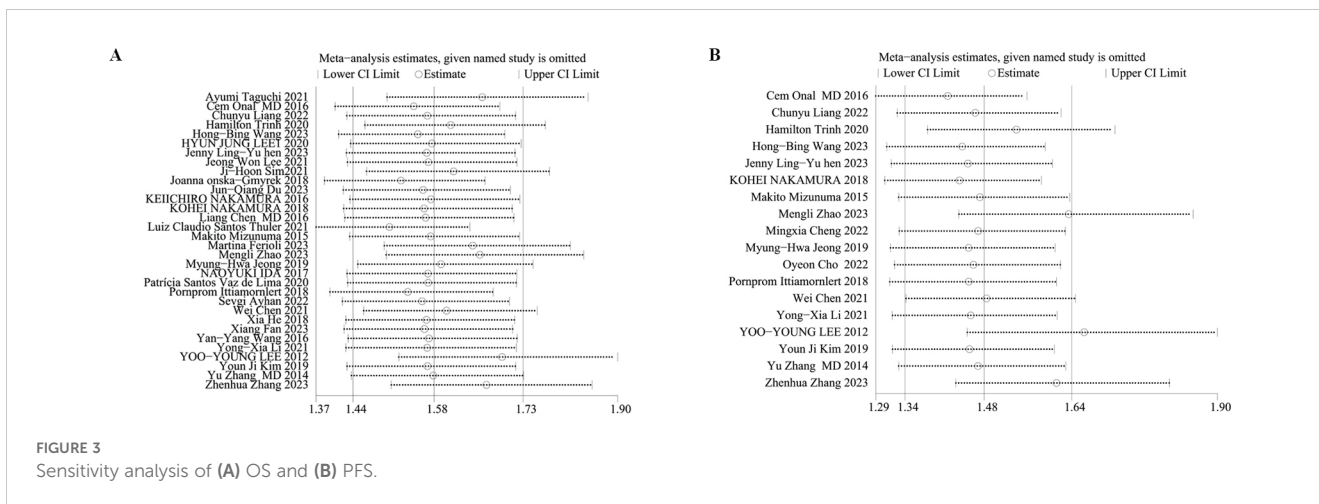 A
Meta−analysis estimates, given named study is omitted
Lower CI Limit Estimate Upper CI Limit
Ayumi Taguchi 2021
Cem Onal MD 2016
Chunyu Liang 2022
Hamilton Trinh 2020
Hong−Bing Wang 2023
HYUN JUNG LEE1 2020
Jenny Ling−Yu hen 2023
Jeong Won Lee 2021
Ji−Hoon Sim2021
Joanna onska−Gmyrek 2018
Jun−Qiang Du 2023
KEIICHIRO NAKAMURA 2016
KOHEI NAKAMURA 2018
Liang Chen MD 2016
Luiz Claudio Santos Thuler 2021
Makito Mizunuma 2015
Martina Ferioli 2023
Mengli Zhao 2023
Myung−Hwa Jeong 2019
NAOYUKI IDA 2017
Patrícia Santos Vaz de Lima 2020
Pornprom Ittiamornlert 2018
Sevgi Ayhan 2022
Wei Chen 2021
Xia He 2018
Xiang Fan 2023
Yan−Yang Wang 2016
Yong−Xia Li 2021
YOO−YOUNG LEE 2012
Youn Ji Kim 2019
Yu Zhang MD 2014
Zhenhua Zhang 2023
1.37 1.44 1.58 1.73 1.90
B
Meta−analysis estimates, given named study is omitted
Lower CI Limit Estimate Upper CI Limit
Cem Onal MD 2016
Chunyu Liang 2022
Hamilton Trinh 2020
Hong−Bing Wang 2023
Jenny Ling−Yu hen 2023
KOHEI NAKAMURA 2018
Makito Mizunuma 2015
Mengli Zhao 2023
Mingxia Cheng 2022
Myung−Hwa Jeong 2019
Oyeon Cho 2022
Pornprom Ittiamornlert 2018
Wei Chen 2021
Yong−Xia Li 2021
YOO−YOUNG LEE 2012
Youn Ji Kim 2019
Yu Zhang MD 2014
Zhenhua Zhang 2023
1.29 1.34 1.48 1.64 1.90
FIGURE 3
Sensitivity analysis of (A) OS and (B) PFS.